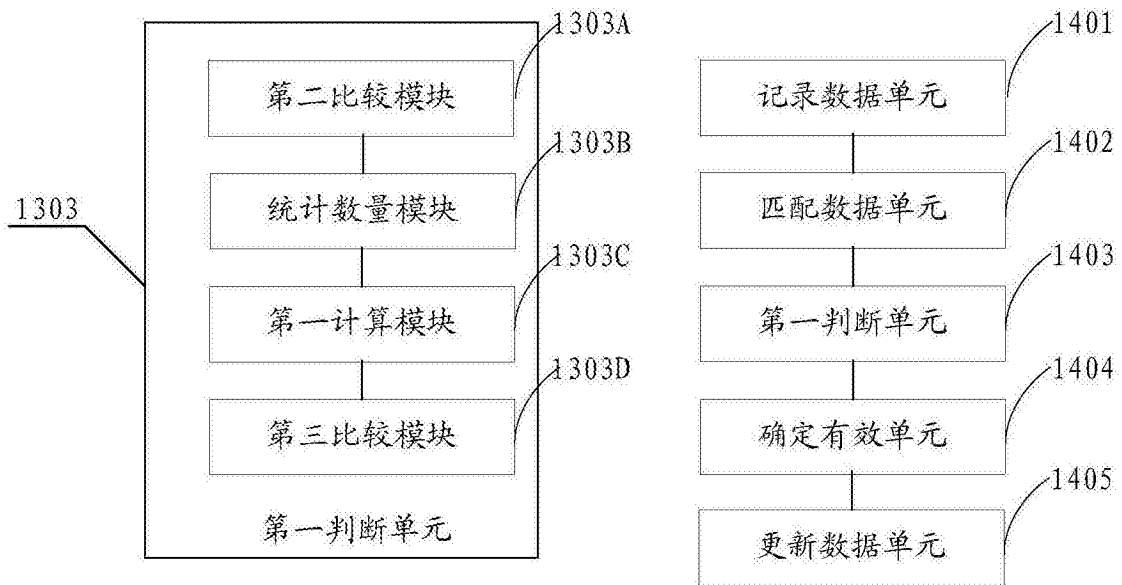 1303
1303A
第二比较模块
1303B
统计数量模块
1303C
第一计算模块
1303D
第三比较模块
第一判断单元
1401
记录数据单元
1402
匹配数据单元
1403
第一判断单元
1404
确定有效单元
1405
更新数据单元